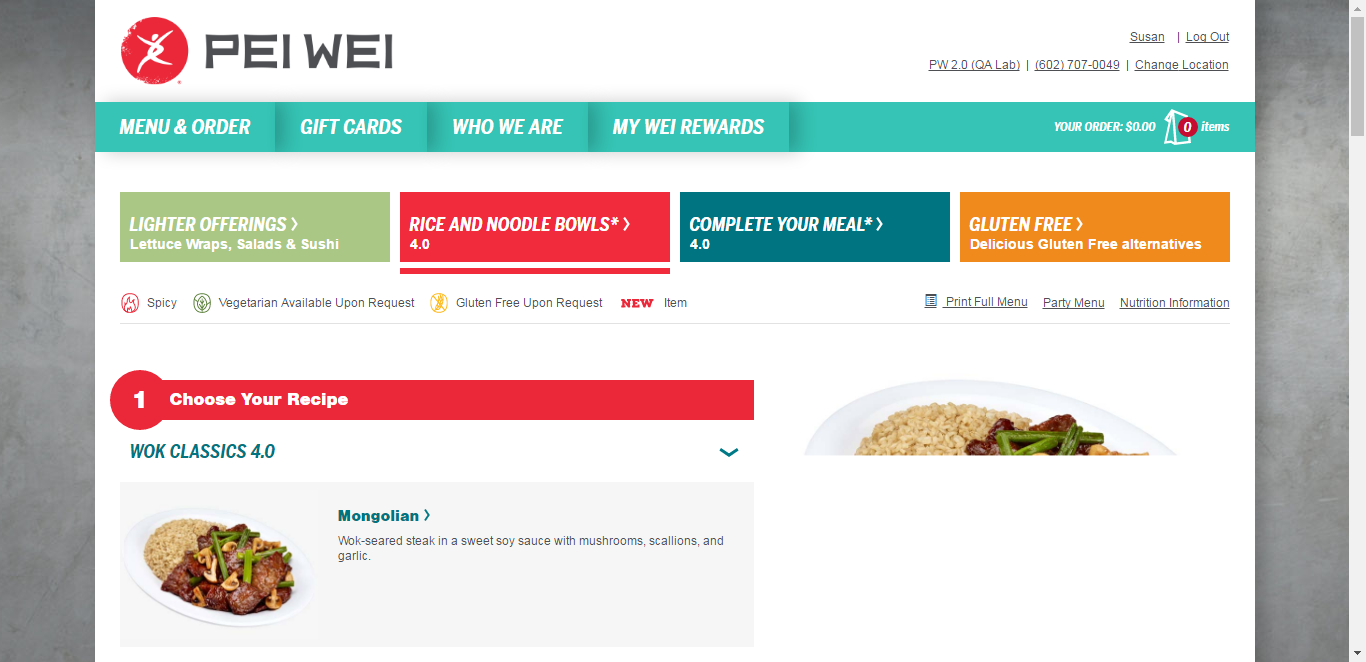 PEI WEI
Susan | Log Out
PW 2.0 (QA Lab) | (602) 707-0049 | Change Location
MENU & ORDER GIFT CARDS WHO WE ARE MY WEI REWARDS YOUR ORDER: $0.00 0 items
LIGHTER OFFERINGS >
Lettuce Wraps, Salads & Sushi
RICE AND NOODLE BOWLS* >
4.0
COMPLETE YOUR MEAL* >
4.0
GLUTEN FREE >
Delicious Gluten Free alternatives
Spicy Vegetarian Available Upon Request Gluten Free Upon Request NEW Item Print Full Menu Party Menu Nutrition Information
1 Choose Your Recipe
WOK CLASSICS 4.0
Mongolian >
Wok-seared steak in a sweet soy sauce with mushrooms, scallions, and
garlic.